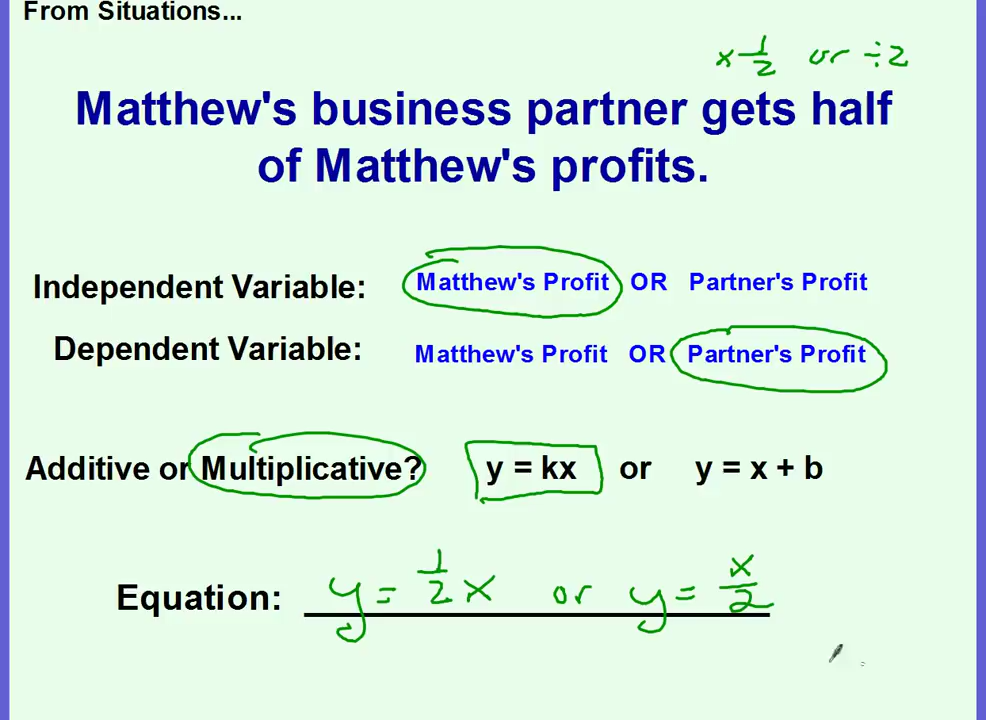 From Situations...
x 1/2 or ÷2
Matthew's business partner gets half
of Matthew's profits.
Independent Variable: Matthew's Profit OR Partner's Profit
Dependent Variable: Matthew's Profit OR Partner's Profit
Additive or Multiplicative? y = kx or y = x + b
Equation: y = 1/2 x or y = x/2